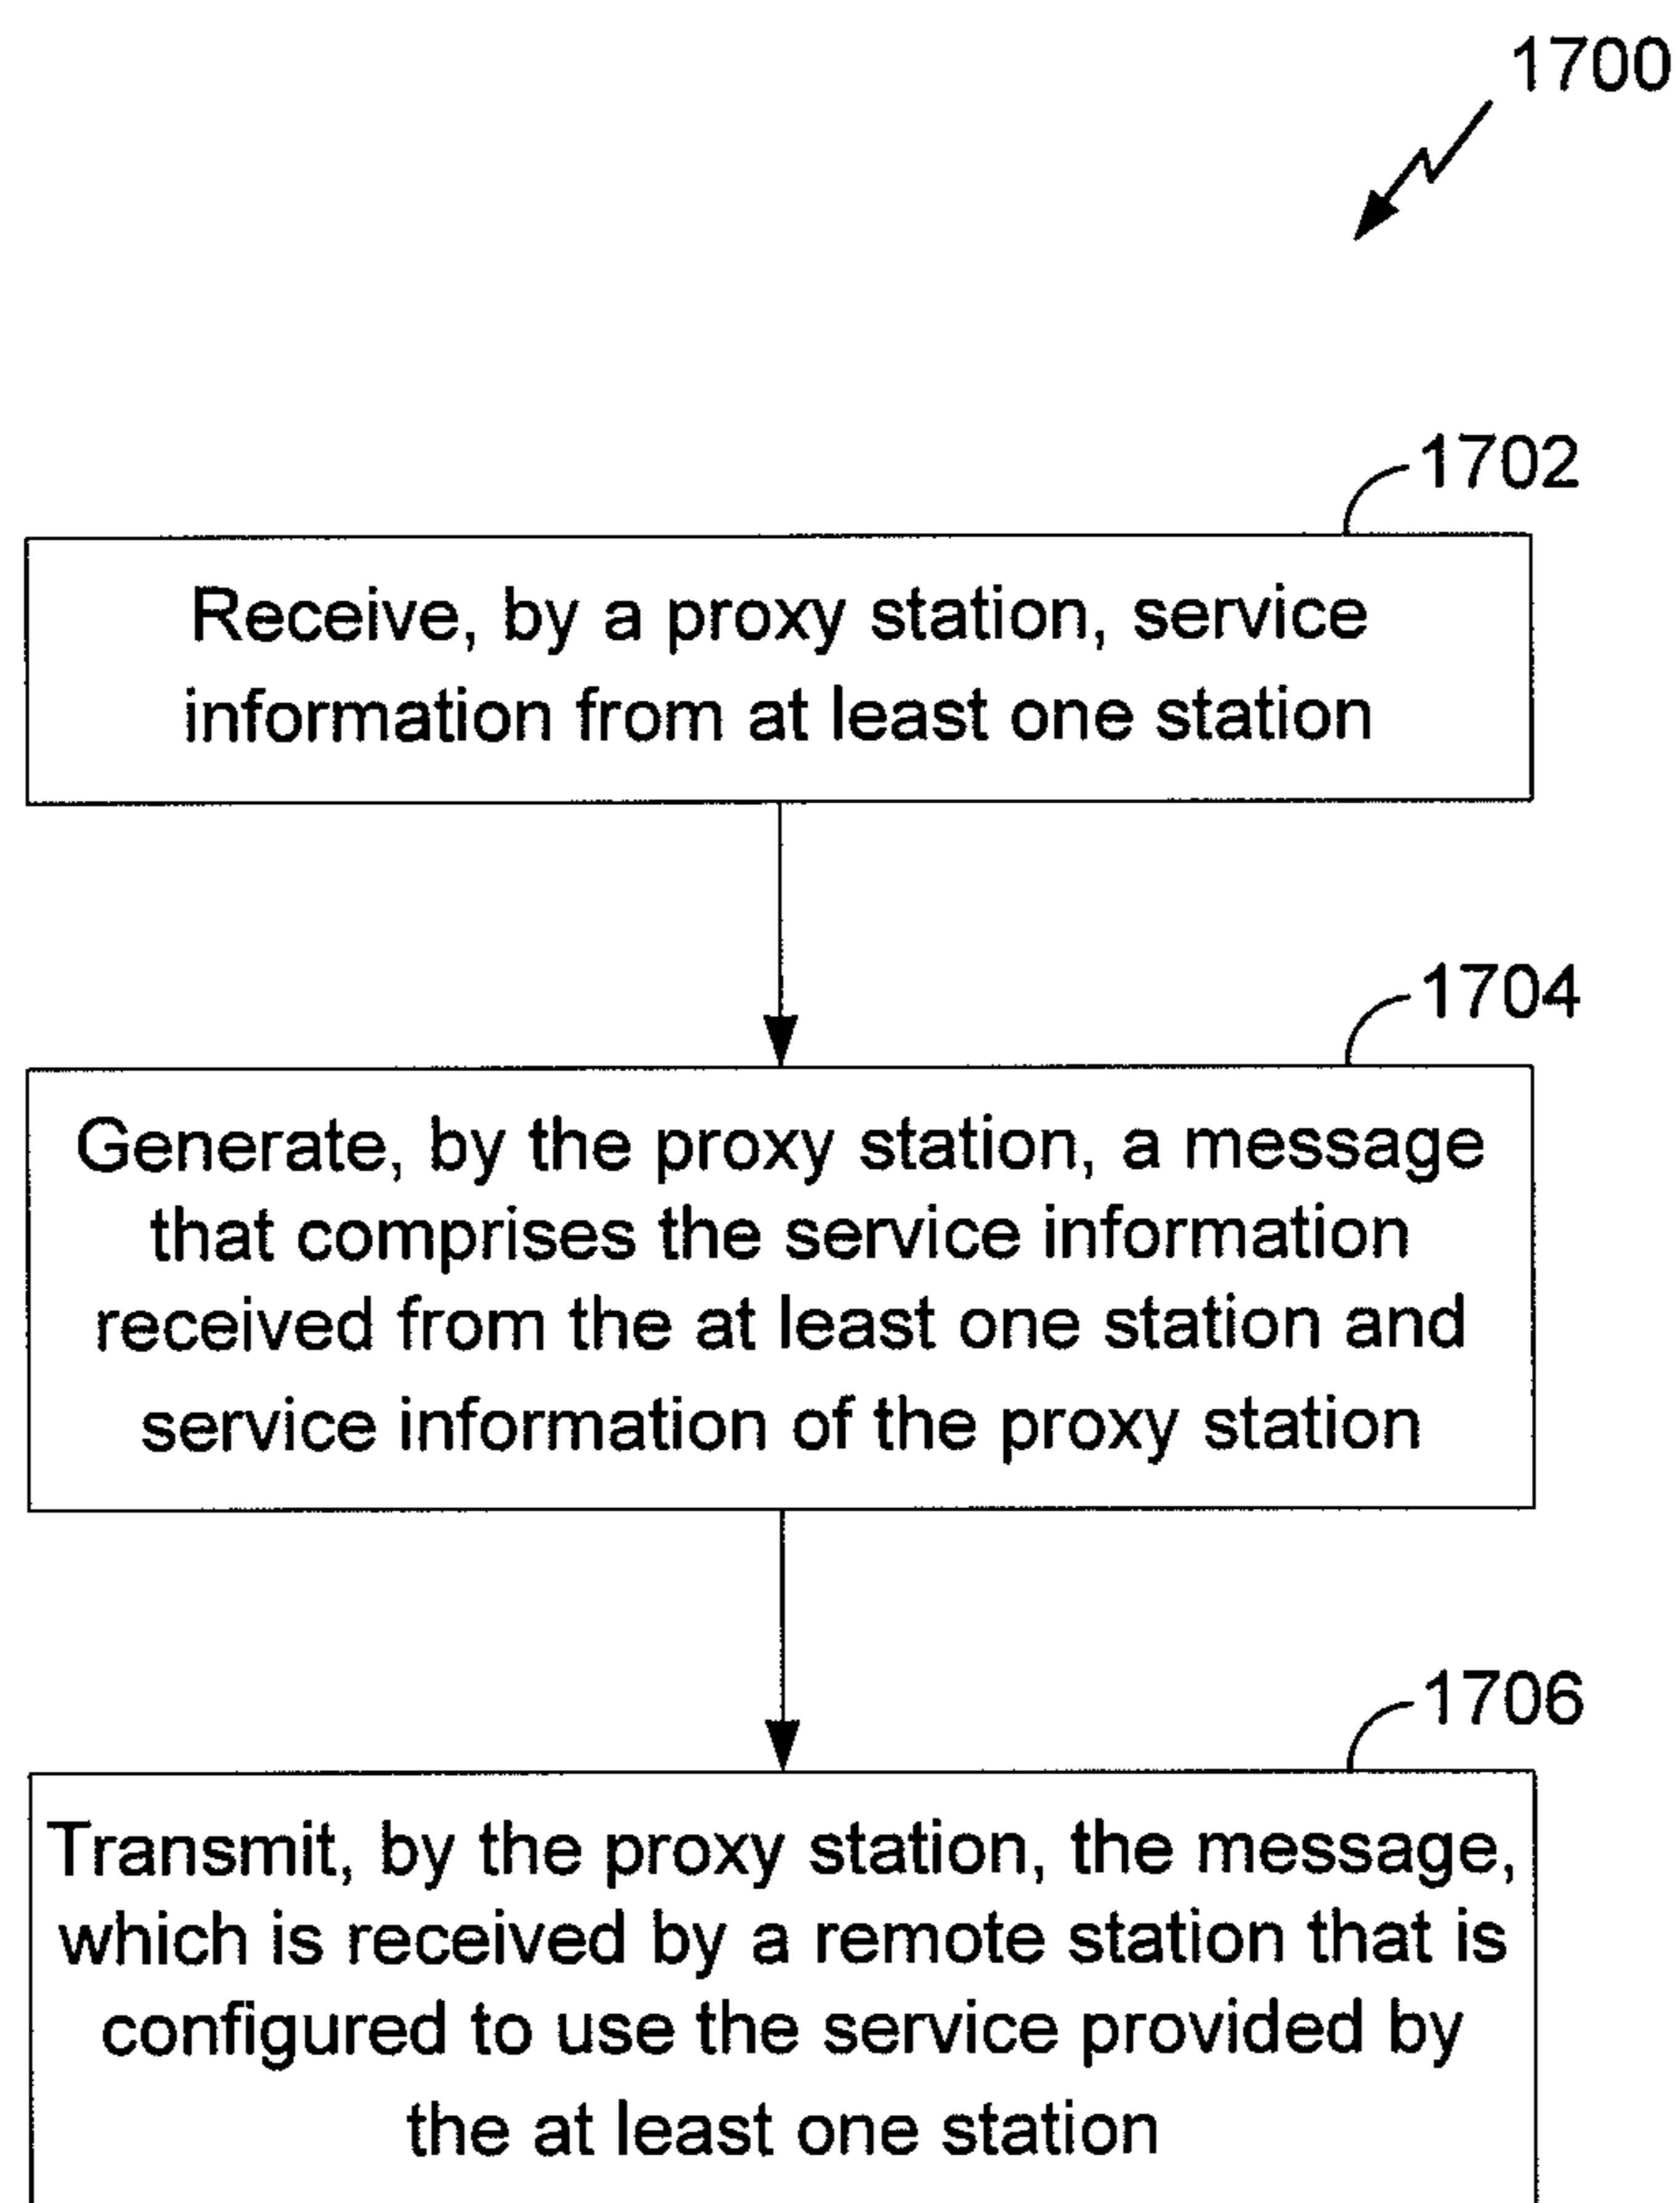 1700
1702
Receive, by a proxy station, service
information from at least one station
1704
Generate, by the proxy station, a message
that comprises the service information
received from the at least one station and
service information of the proxy station
1706
Transmit, by the proxy station, the message,
which is received by a remote station that is
configured to use the service provided by
the at least one station